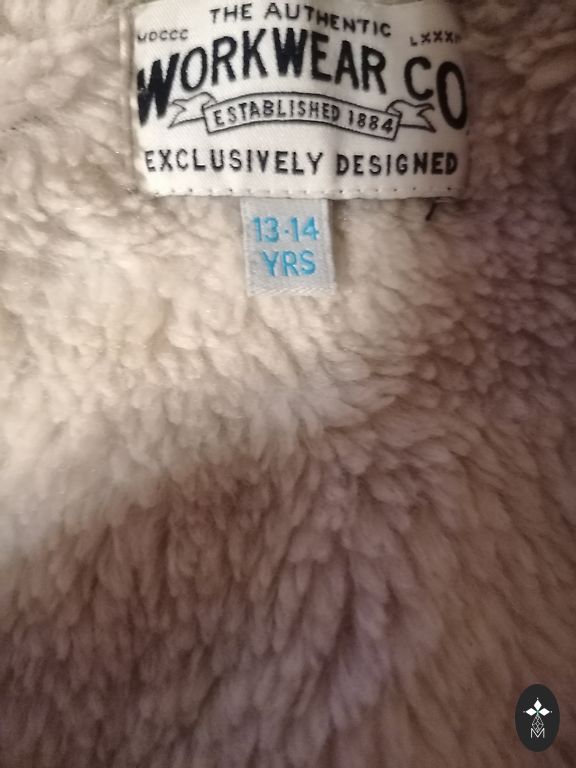 THE AUTHENTIC
MDCCC
WORKWEAR CO
ESTABLISHED 1884
EXCLUSIVELY DESIGNED
13-14
YRS
M